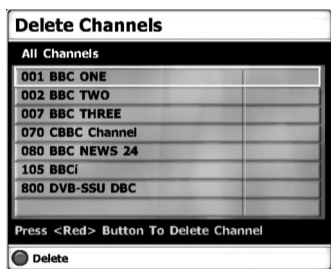 Delete Channels
All Channels
001 BBC ONE
002 BBC TWO
007 BBC THREE
070 CBBC Channel
080 BBC NEWS 24
105 BBCi
800 DVB-SSU DBC
Press <Red> Button To Delete Channel
Delete